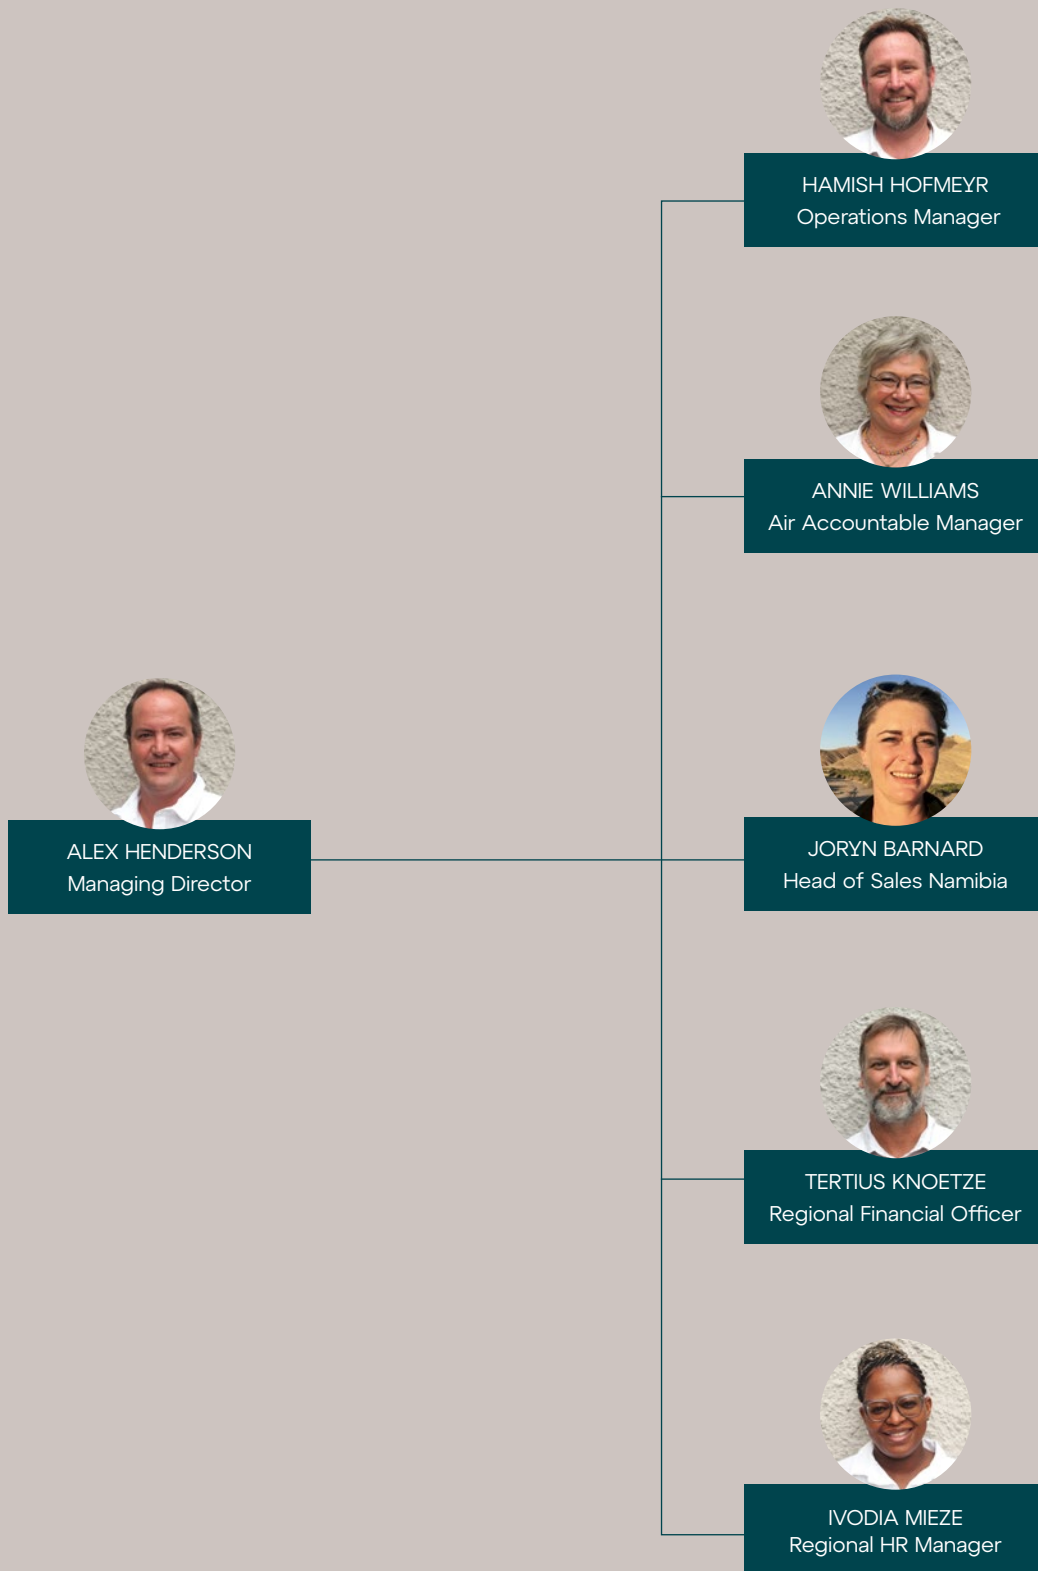 HAMISH HOFMEYR
Operations Manager
ANNIE WILLIAMS
Air Accountable Manager
ALEX HENDERSON
Managing Director
JORYN BARNARD
Head of Sales Namibia
TERTIUS KNOETZE
Regional Financial Officer
IVODIA MIEZE
Regional HR Manager